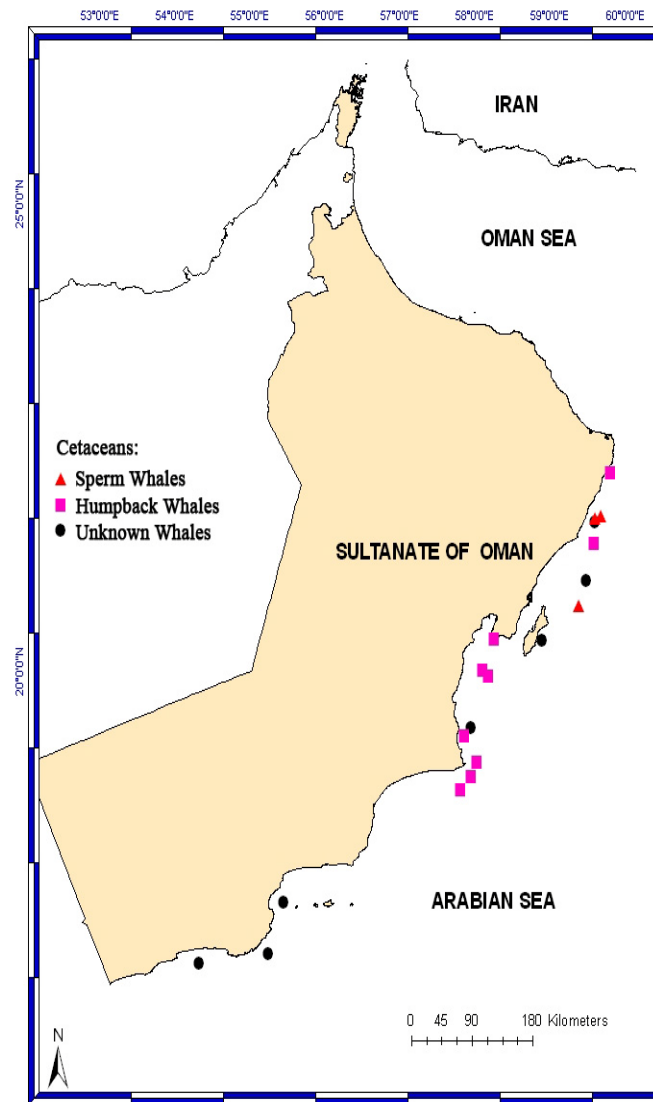 53°0'0"E 54°0'0"E 55°0'0"E 56°0'0"E 57°0'0"E 58°0'0"E 59°0'0"E 60°0'0"E
IRAN
25°0'0"N
OMAN SEA
Cetaceans:
Sperm Whales
Humpback Whales
Unknown Whales
SULTANATE OF OMAN
20°0'0"N
ARABIAN SEA
0 45 90 180 Kilometers
N